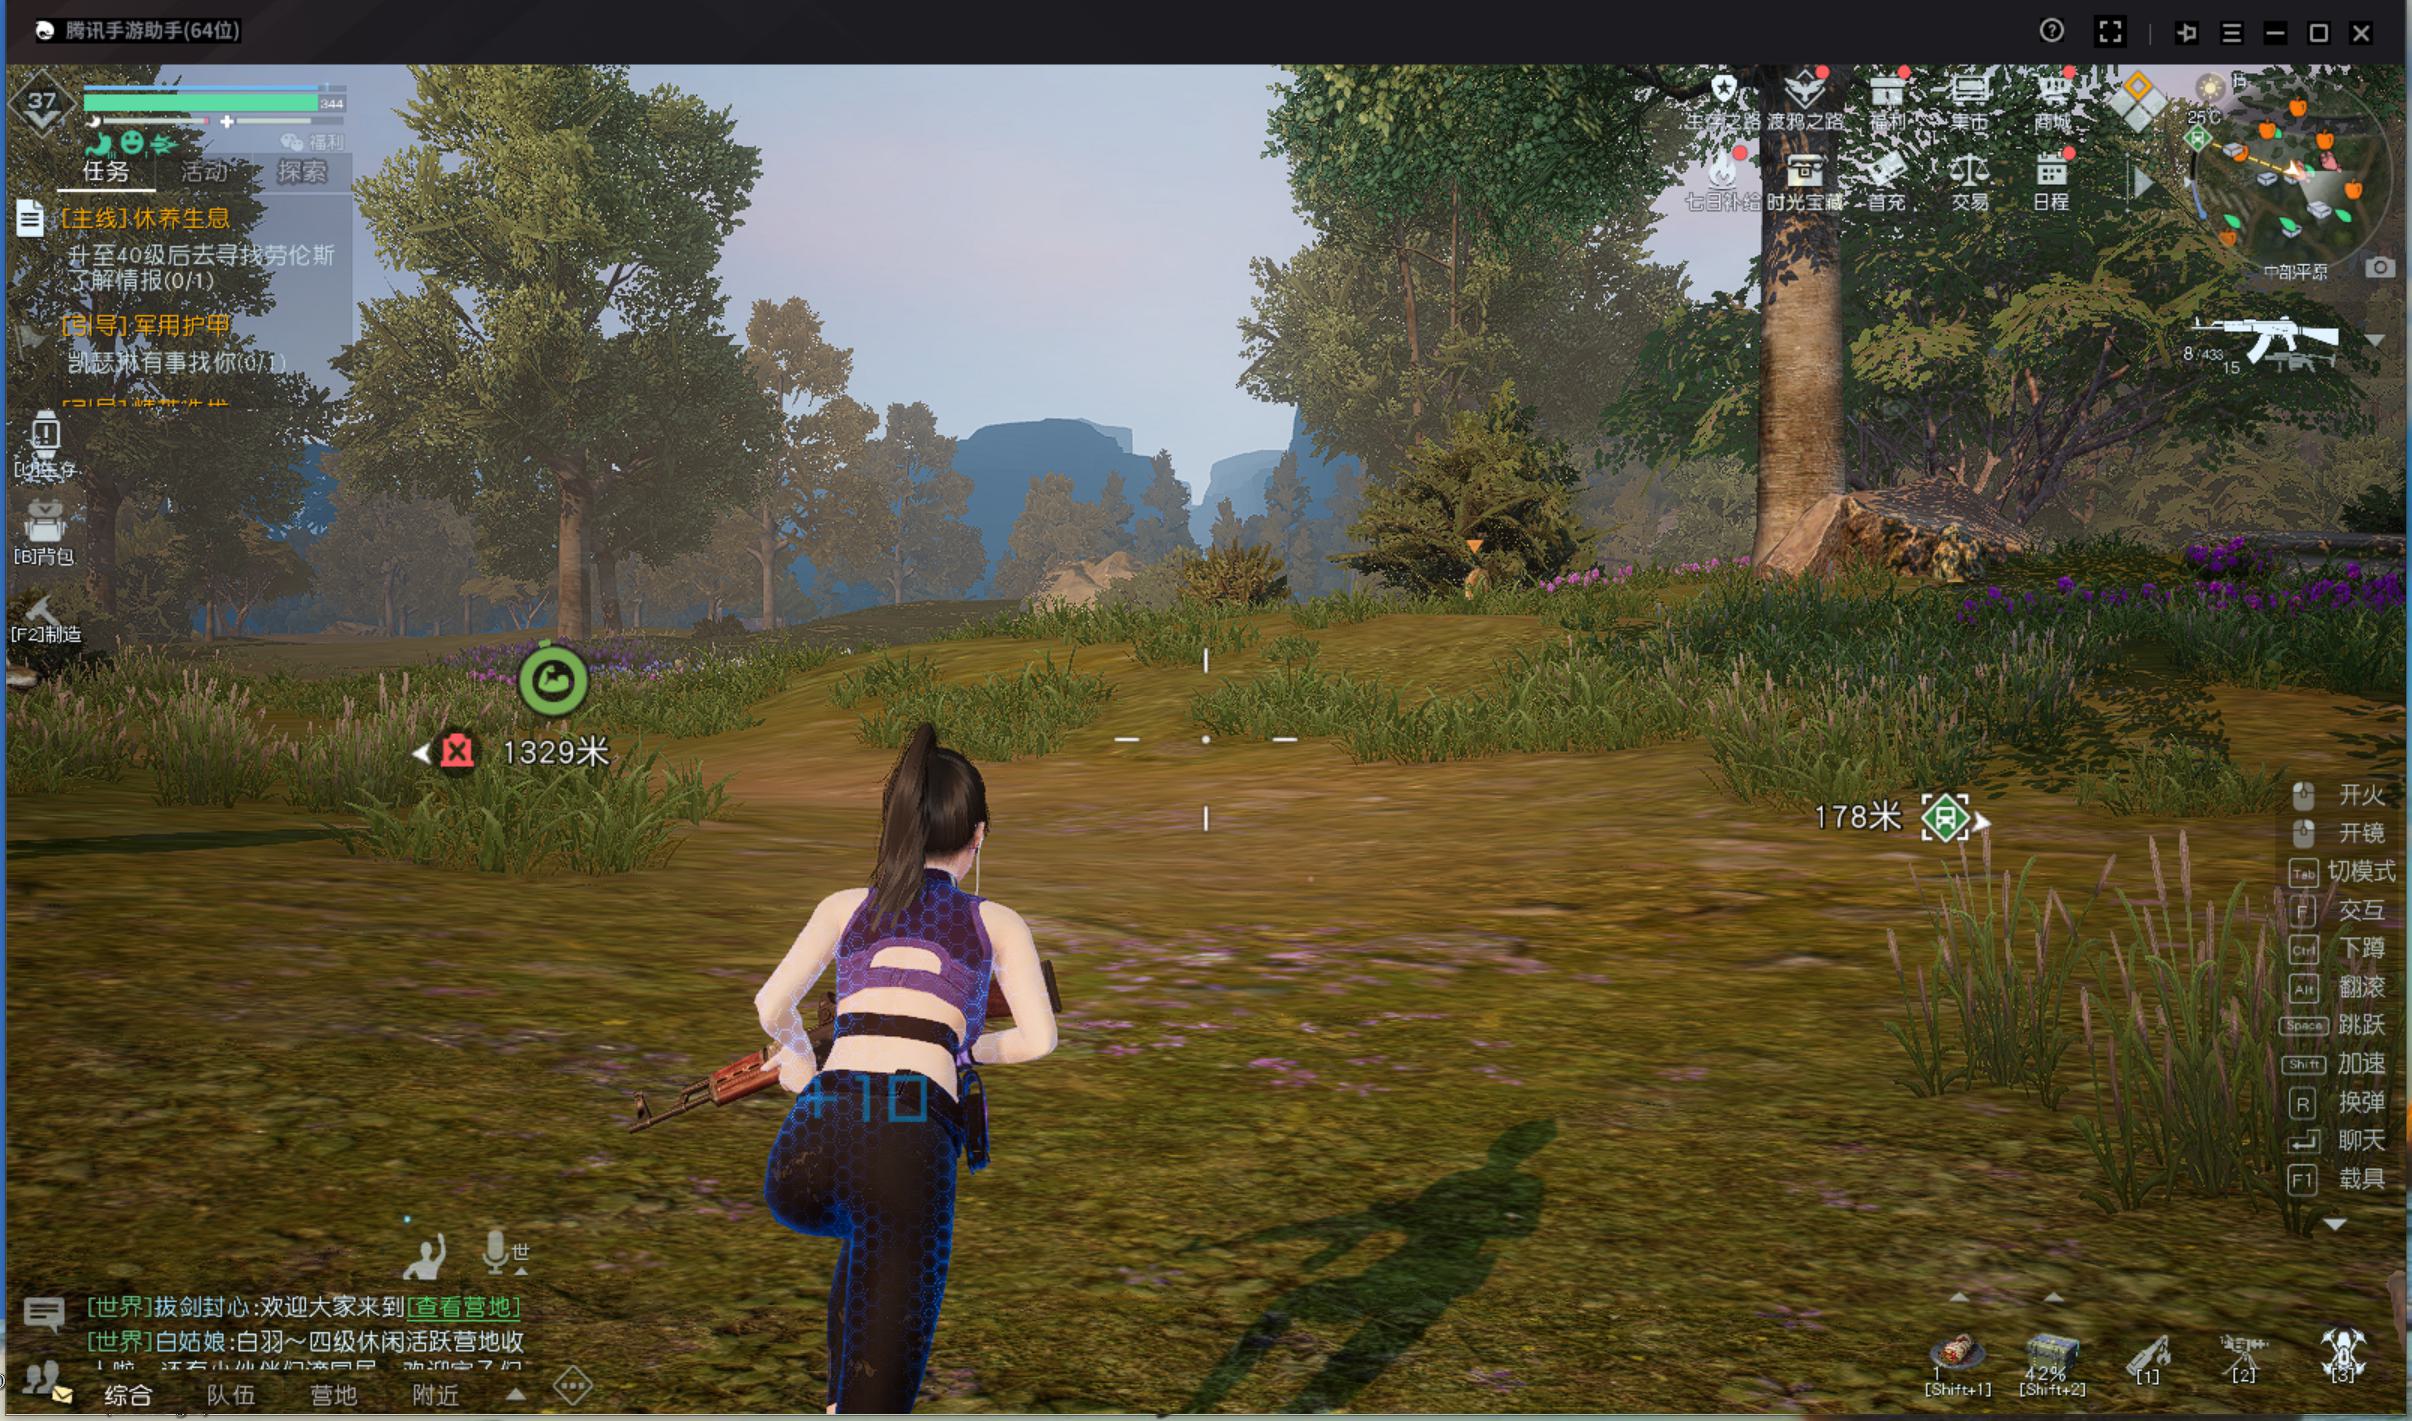 腾讯手游助手(64位)
37
344
福利
任务 活动 探索
[主线]休养生息
升至40级后去寻找劳伦斯
了解情报(0/1)
[引导]军用护甲
凯瑟琳有事找你(0/1)
[B]背包
[F2]制造
生存之路 渡鸦之路 福利 集市 商城
七日补给 时光宝藏 首充 交易 日程
25℃
中部平原
8/433
15
1329米
178米
+10
开火
开镜
Tab 切模式
F 交互
Ctrl 下蹲
Alt 翻滚
Space 跳跃
Shift 加速
R 换弹
聊天
F1 载具
世
[世界]拔剑封心:欢迎大家来到[查看营地]
[世界]白姑娘:白羽～四级休闲活跃营地收
综合 队伍 营地 附近
1
[Shift+1]
42%
[Shift+2]
[1]
[2]
[3]